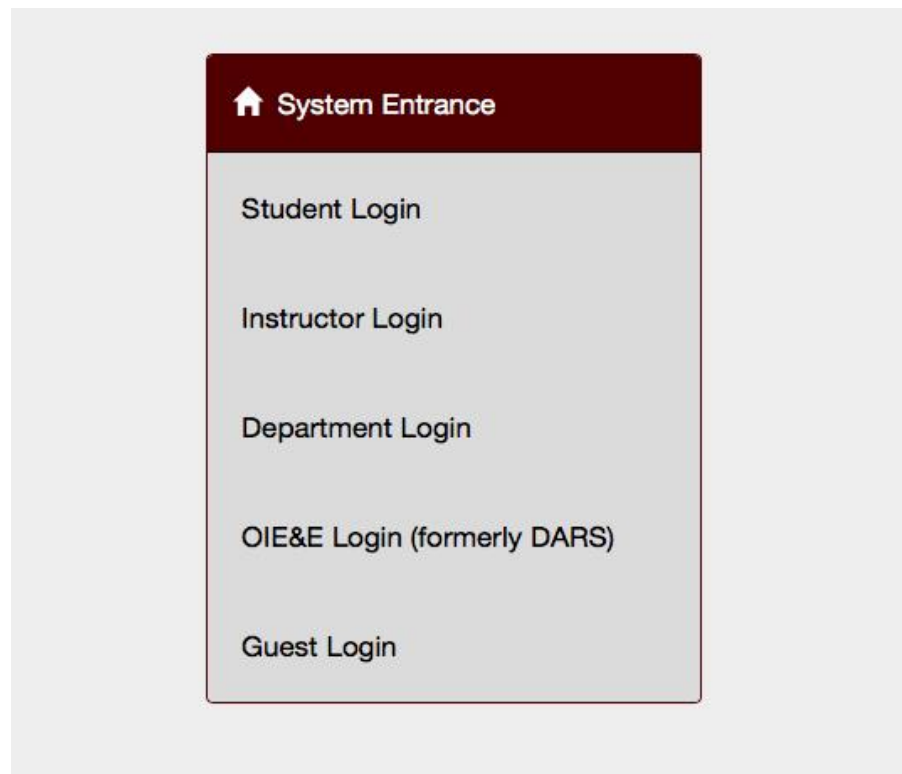 System Entrance
Student Login
Instructor Login
Department Login
OIE&E Login (formerly DARS)
Guest Login